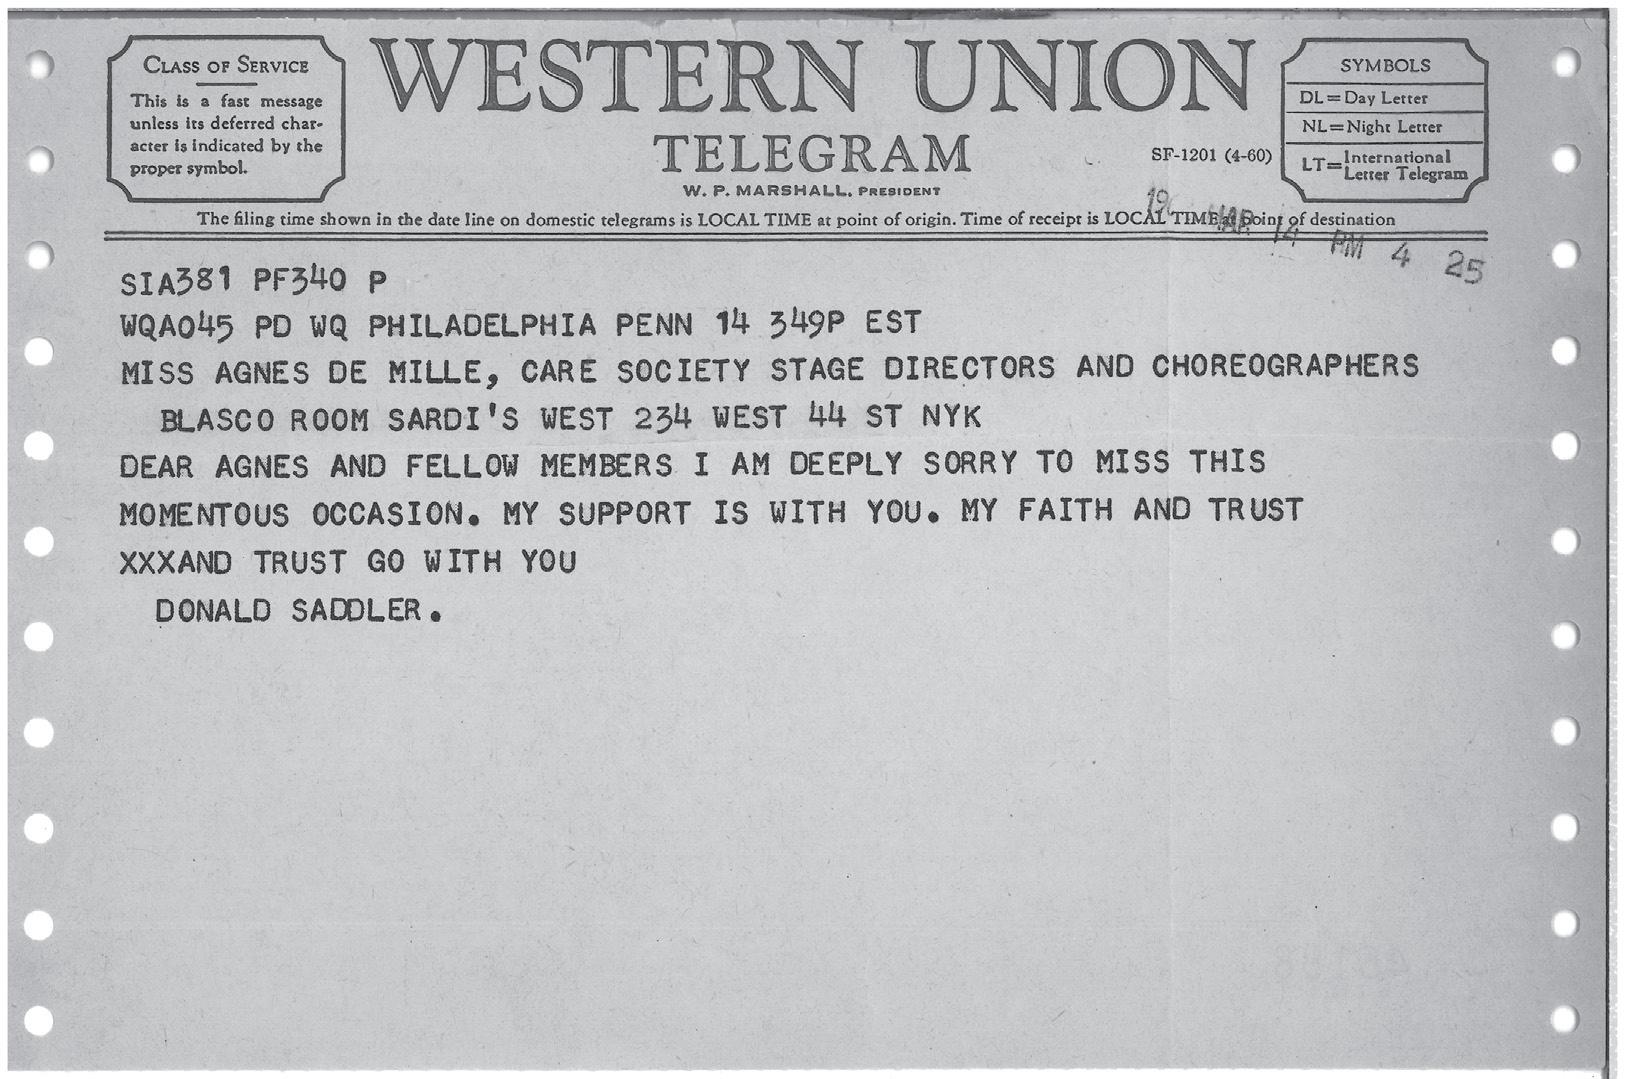 CLASS OF SERVICE
This is a fast message
unless its deferred char-
acter is indicated by the
proper symbol.
WESTERN UNION
TELEGRAM
W. P. MARSHALL, PRESIDENT
SF-1201 (4-60)
SYMBOLS
DL=Day Letter
NL=Night Letter
LT=International
Letter Telegram
The filing time shown in the date line on domestic telegrams is LOCAL TIME at point of origin. Time of receipt is LOCAL TIME at point of destination
MAR 14 PM 4 25
SIA381 PF340 P
WQA045 PD WQ PHILADELPHIA PENN 14 349P EST
MISS AGNES DE MILLE, CARE SOCIETY STAGE DIRECTORS AND CHOREOGRAPHERS
BLASCO ROOM SARDI'S WEST 234 WEST 44 ST NYK
DEAR AGNES AND FELLOW MEMBERS I AM DEEPLY SORRY TO MISS THIS
MOMENTOUS OCCASION. MY SUPPORT IS WITH YOU. MY FAITH AND TRUST
XXXAND TRUST GO WITH YOU
DONALD SADDLER.